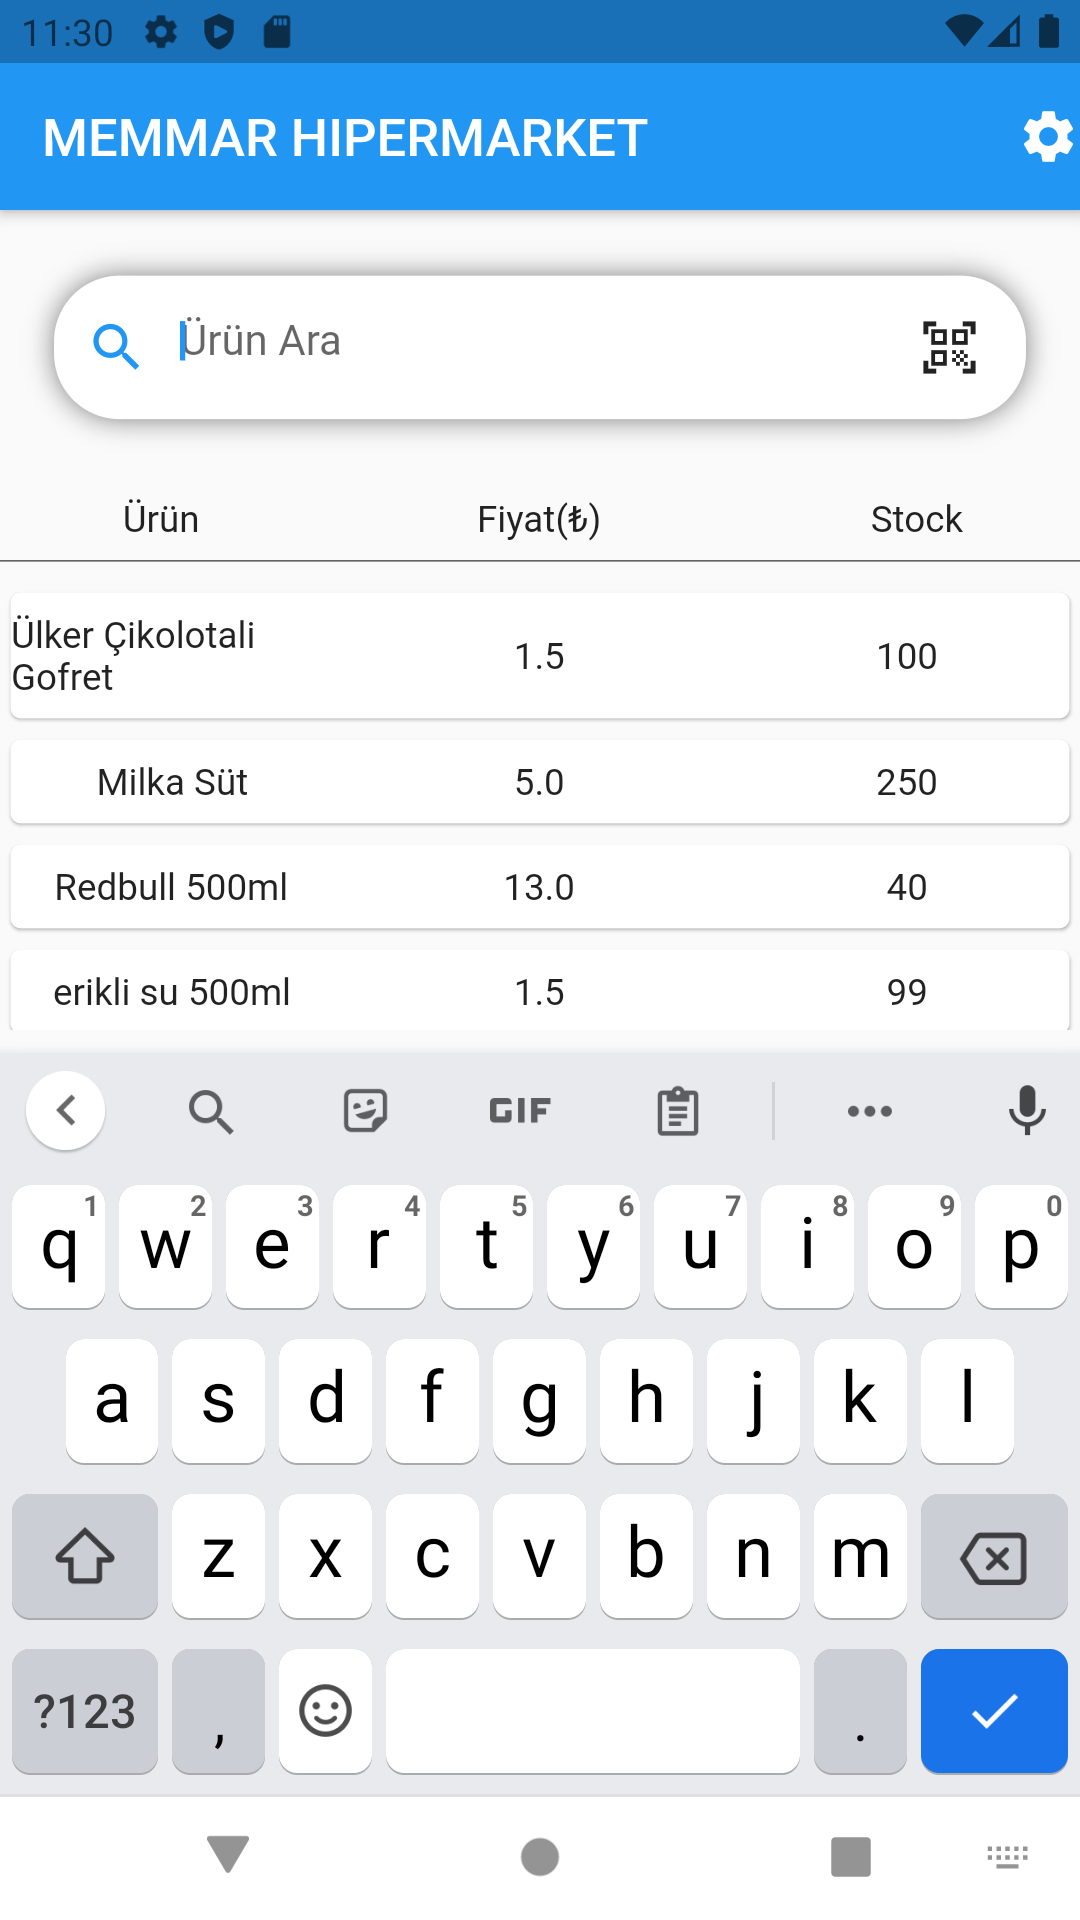 11:30
MEMMAR HIPERMARKET
Ürün Ara
Ürün Fiyat(₺) Stock
Ülker Çikolotali
Gofret 1.5 100
Milka Süt 5.0 250
Redbull 500ml 13.0 40
erikli su 500ml 1.5 99
GIF
1 2 3 4 5 6 7 8 9 0
q w e r t y u i o p
a s d f g h j k l
z x c v b n m
?123 , .